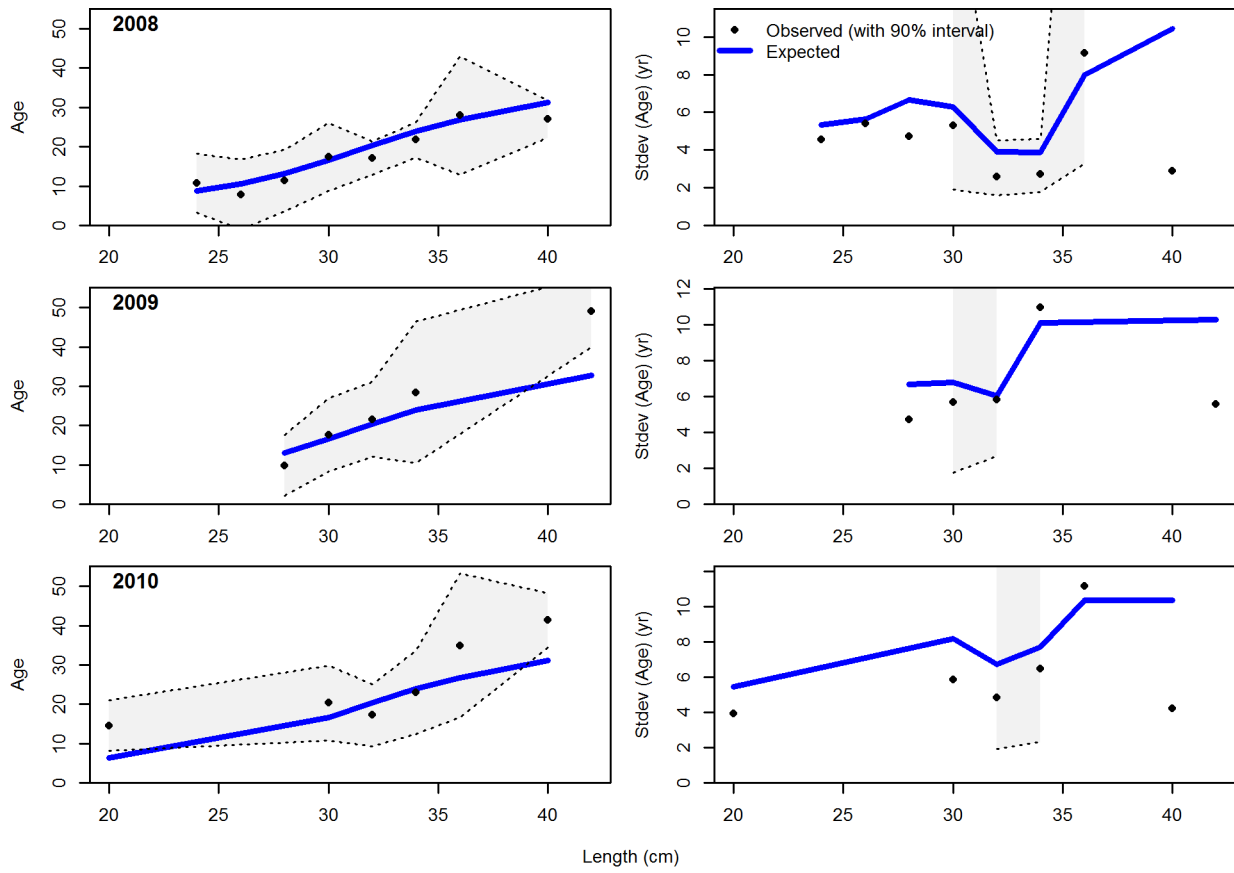 2008
Age
0 10 20 30 40 50
20 25 30 35 40
Observed (with 90% interval)
Expected
Stdev (Age) (yr)
0 2 4 6 8 10
20 25 30 35 40
2009
Age
0 10 20 30 40 50
20 25 30 35 40
Stdev (Age) (yr)
0 2 4 6 8 10 12
20 25 30 35 40
2010
Age
0 10 20 30 40 50
20 25 30 35 40
Stdev (Age) (yr)
0 2 4 6 8 10
20 25 30 35 40
Length (cm)